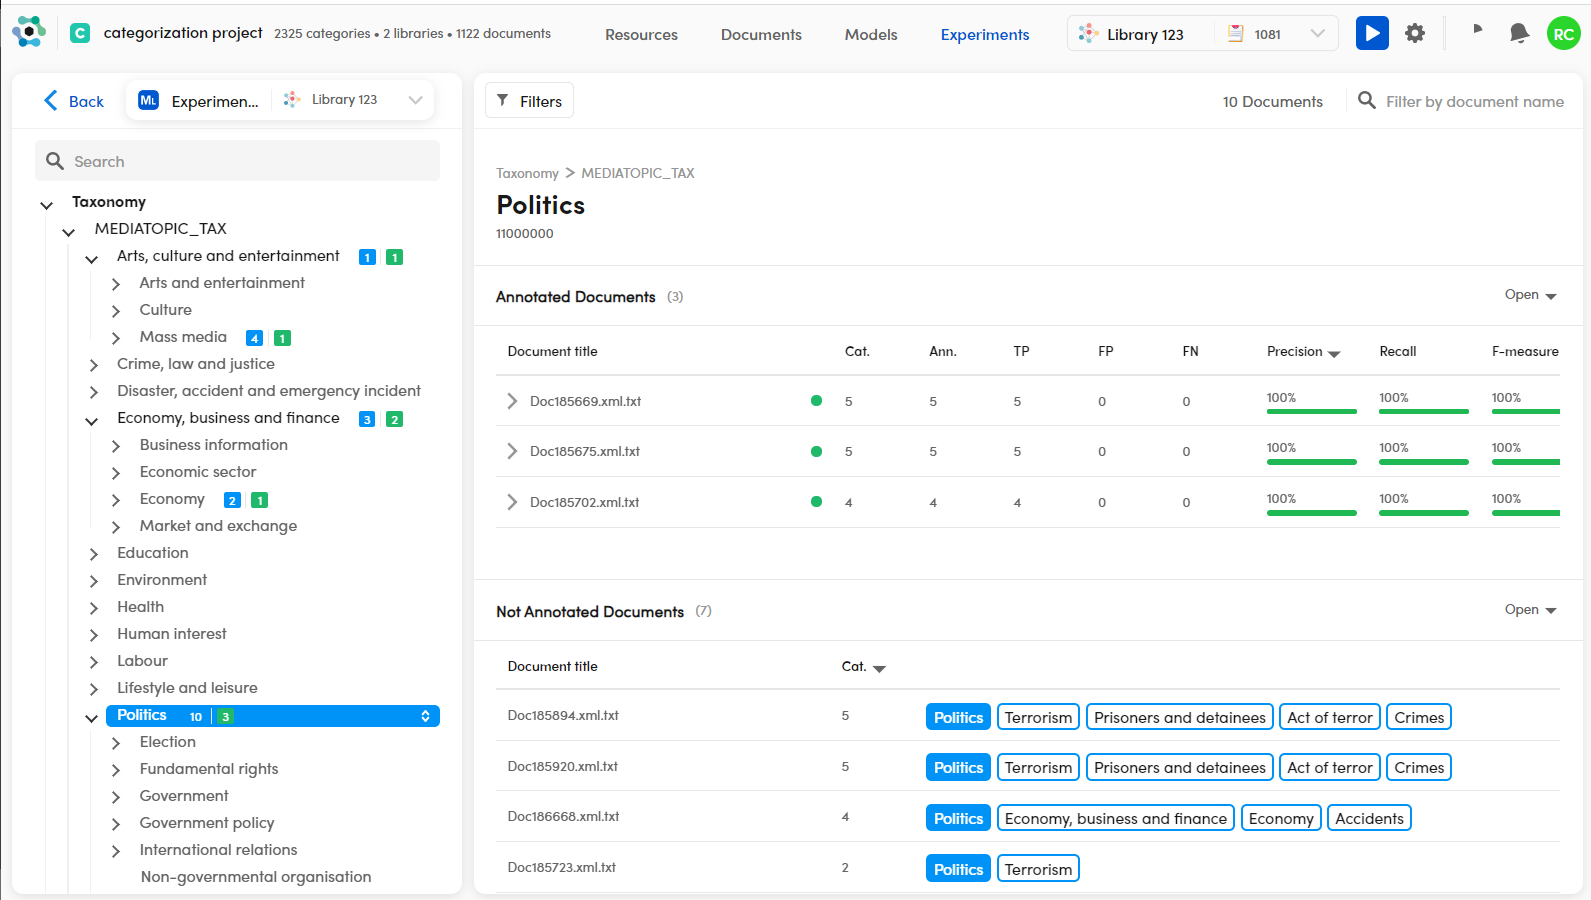 C categorization project 2325 categories • 2 libraries • 1122 documents Resources Documents Models Experiments Library 123 1081 RC
Back ML Experimen... Library 123
Search
Taxonomy
MEDIATOPIC_TAX
Arts, culture and entertainment 1 1
Arts and entertainment
Culture
Mass media 4 1
Crime, law and justice
Disaster, accident and emergency incident
Economy, business and finance 3 2
Business information
Economic sector
Economy 2 1
Market and exchange
Education
Environment
Health
Human interest
Labour
Lifestyle and leisure
Politics 10 3
Election
Fundamental rights
Government
Government policy
International relations
Non-governmental organisation
Filters 10 Documents Filter by document name
Taxonomy > MEDIATOPIC_TAX
Politics
11000000
Annotated Documents (3) Open
Document title Cat. Ann. TP FP FN Precision Recall F-measure
Doc185669.xml.txt 5 5 5 0 0 100% 100% 100%
Doc185675.xml.txt 5 5 5 0 0 100% 100% 100%
Doc185702.xml.txt 4 4 4 0 0 100% 100% 100%
Not Annotated Documents (7) Open
Document title Cat.
Doc185894.xml.txt 5 Politics Terrorism Prisoners and detainees Act of terror Crimes
Doc185920.xml.txt 5 Politics Terrorism Prisoners and detainees Act of terror Crimes
Doc186668.xml.txt 4 Politics Economy, business and finance Economy Accidents
Doc185723.xml.txt 2 Politics Terrorism